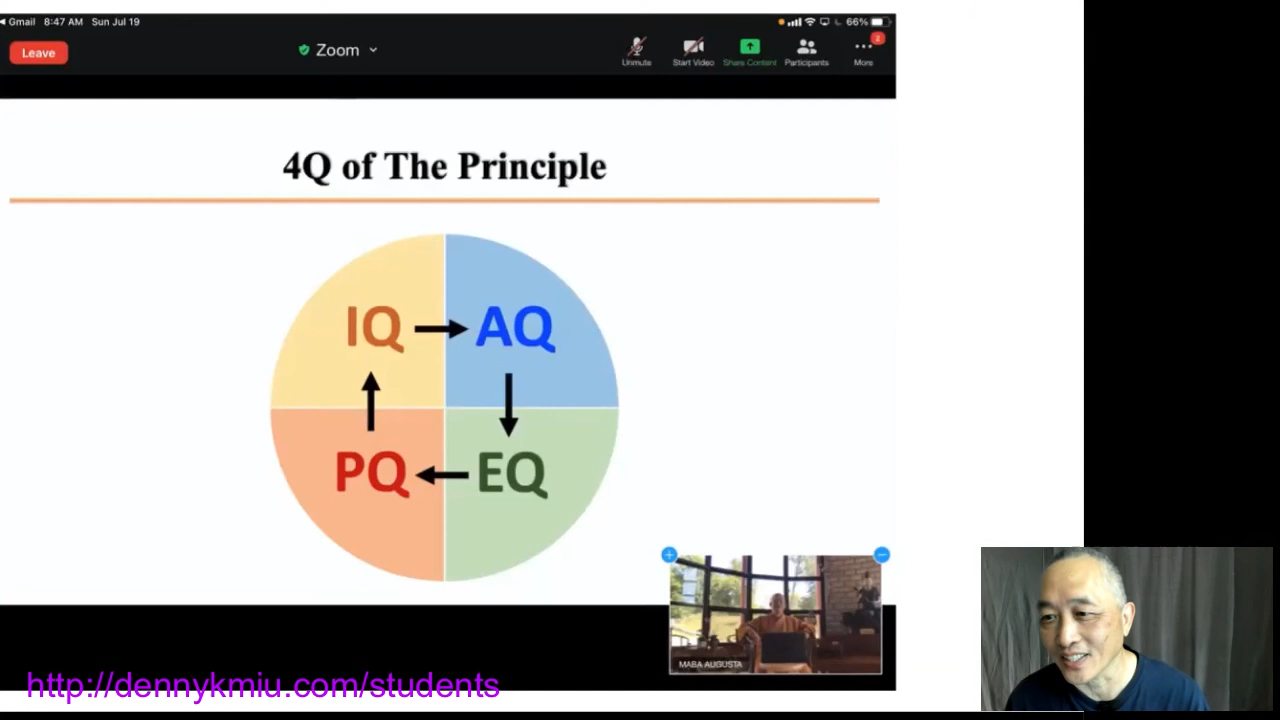 Gmail 8:47 AM Sun Jul 19 66%
Leave
Zoom
2
Unmute Start Video Share Content Participants More
4Q of The Principle
IQ AQ
PQ EQ
MABA AUGUSTA
http://dennykmiu.com/students